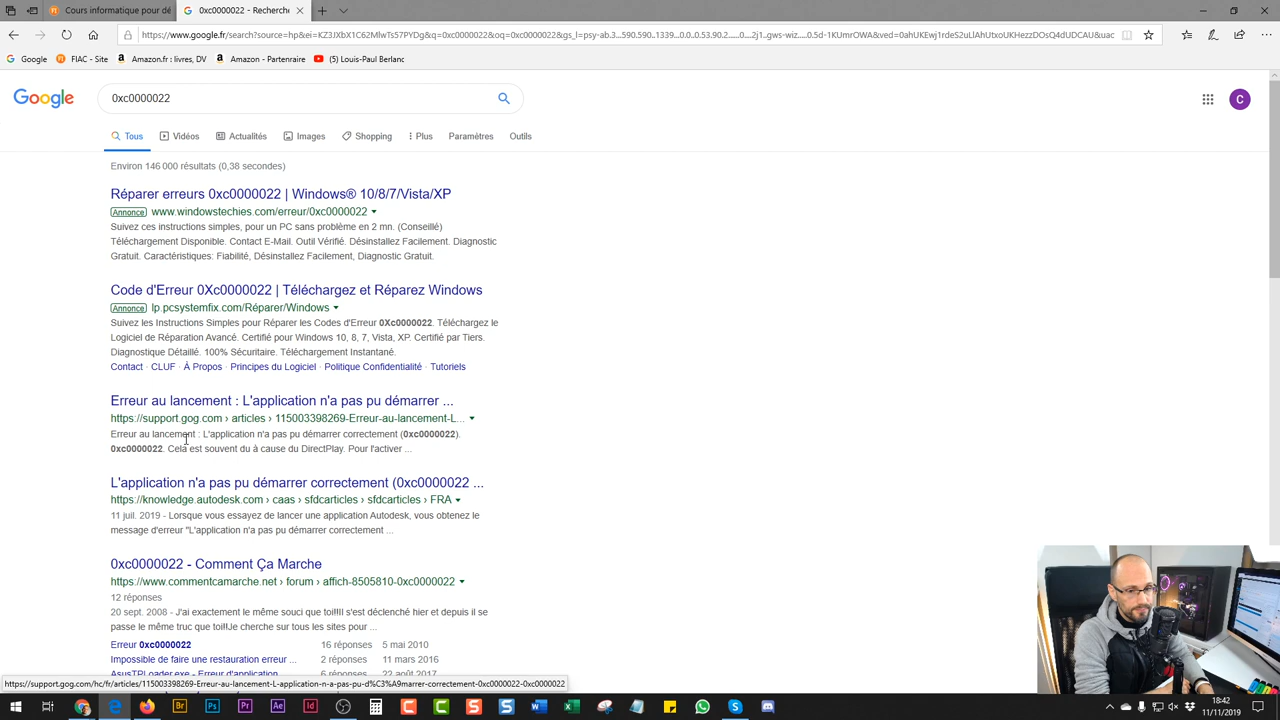 Cours informatique pour dé
0xc0000022 - Recherche
https://www.google.fr/search?source=hp&ei=KZ3JXbX1C62MlwTs57PYDg&q=0xc0000022&oq=0xc0000022&gs_l=psy-ab.3...590.590..1339...0.0..0.53.90.2......0....2j1..gws-wiz.....0.5d-1KUmrOWA&ved=0ahUKEwj1rdeS2uLlAhUtxoUKHezzDOsQ4dUDCAU&uac
Google
FIAC - Site
Amazon.fr : livres, DV
Amazon - Partenaire
(5) Louis-Paul Berlanc
Google
0xc0000022
C
Tous
Vidéos
Actualités
Images
Shopping
Plus
Paramètres
Outils
Environ 146 000 résultats (0,38 secondes)
Réparer erreurs 0xc0000022 | Windows® 10/8/7/Vista/XP
Annonce www.windowstechies.com/erreur/0xc0000022
Suivez ces instructions simples, pour un PC sans problème en 2 mn. (Conseillé)
Téléchargement Disponible. Contact E-Mail. Outil Vérifié. Désinstallez Facilement. Diagnostic
Gratuit. Caractéristiques: Fiabilité, Désinstallez Facilement, Diagnostic Gratuit.
Code d'Erreur 0Xc0000022 | Téléchargez et Réparez Windows
Annonce lp.pcsystemfix.com/Réparer/Windows
Suivez les Instructions Simples pour Réparer les Codes d'Erreur 0Xc0000022. Téléchargez le
Logiciel de Réparation Avancé. Certifié pour Windows 10, 8, 7, Vista, XP. Certifié par Tiers.
Diagnostique Détaillé. 100% Sécuritaire. Téléchargement Instantané.
Contact · CLUF · À Propos · Principes du Logiciel · Politique Confidentialité · Tutoriels
Erreur au lancement : L'application n'a pas pu démarrer ...
https://support.gog.com › articles › 115003398269-Erreur-au-lancement-L...
Erreur au lancement : L'application n'a pas pu démarrer correctement (0xc0000022).
0xc0000022. Cela est souvent du à cause du DirectPlay. Pour l'activer ...
L'application n'a pas pu démarrer correctement (0xc0000022 ...
https://knowledge.autodesk.com › caas › sfdcarticles › sfdcarticles › FRA
11 juil. 2019 - Lorsque vous essayez de lancer une application Autodesk, vous obtenez le
message d'erreur "L'application n'a pas pu démarrer correctement ...
0xc0000022 - Comment Ça Marche
https://www.commentcamarche.net › forum › affich-8505810-0xc0000022
12 réponses
20 sept. 2008 - J'ai exactement le même souci que toi!!Il s'est déclenché hier et depuis il se
passe le même truc que toi!!Je cherche sur tous les sites pour ...
Erreur 0xc0000022 16 réponses 5 mai 2010
Impossible de faire une restauration erreur ... 2 réponses 11 mars 2016
AsusTPLoader.exe - Erreur d'application 6 réponses 22 août 2017
https://support.gog.com/hc/fr/articles/115003398269-Erreur-au-lancement-L-application-n-a-pas-pu-d%C3%A9marrer-correctement-0xc0000022-0xc0000022
Br
Ps
Pr
Ae
Id
18:42
11/11/2019